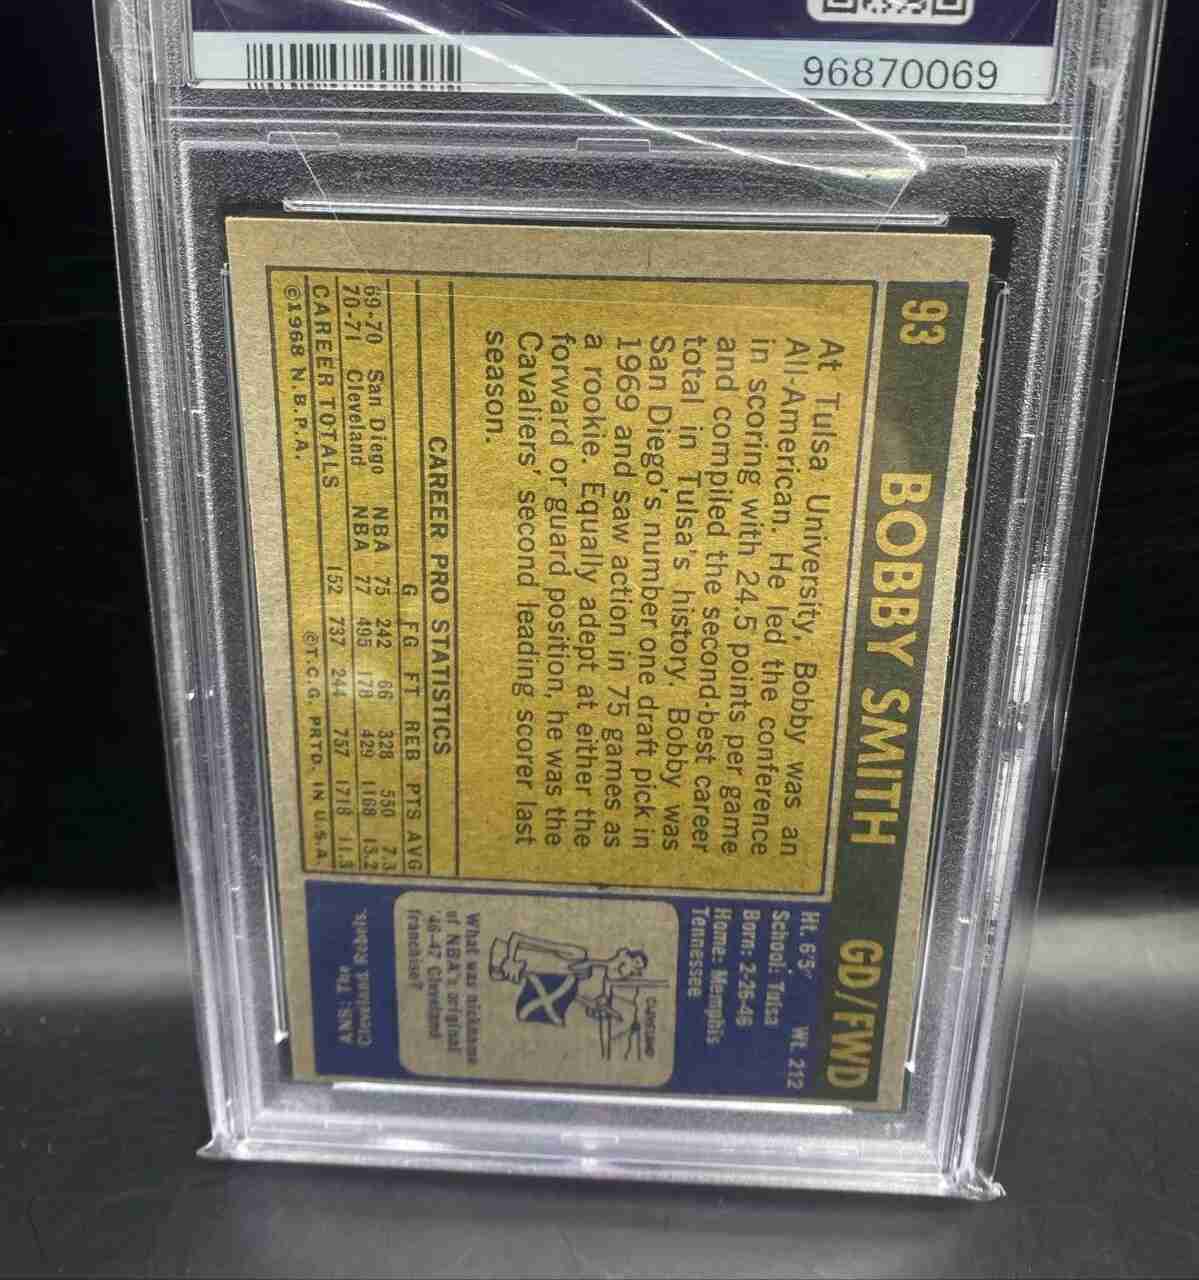 96870069
93 BOBBY SMITH GD/FWD
At Tulsa University, Bobby was an
All-American. He led the conference
in scoring with 24.5 points per game
and compiled the second-best career
total in Tulsa's history. Bobby was
San Diego's number one draft pick in
1969 and saw action in 75 games as
a rookie. Equally adept at either the
forward or guard position, he was the
Cavaliers' second leading scorer last
season.
CAREER PRO STATISTICS
G FG FT REB PTS AVG
69-70 San Diego NBA 75 242 66 328 550 7.3
70-71 Cleveland NBA 77 495 178 429 1168 15.2
CAREER TOTALS 152 737 244 757 1718 11.3
©1968 N.B.P.A. ©T.C.G. PRTD. IN U.S.A.
Ht. 6'5" Wt. 212
School: Tulsa
Born: 2-26-46
Home: Memphis
Tennessee
CLEVELAND
What was nickname
of NBA's original
'46-47 Cleveland
franchise?
ANS: The
Cleveland Rebels.